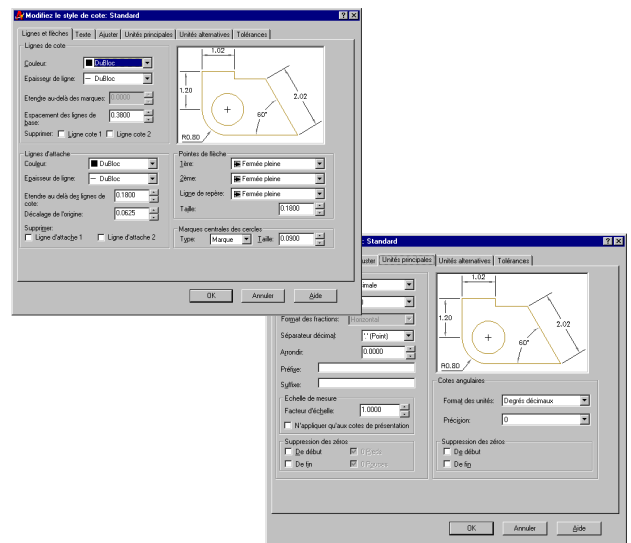 Modifiez le style de cote: Standard
Lignes et flèches Texte Ajuster Unités principales Unités alternatives Tolérances
Lignes de cote
Couleur: DuBloc
Epaisseur de ligne: DuBloc
Etendre au-delà des marques: 0.0000
Espacement des lignes de base: 0.3800
Supprimer: Ligne cote 1 Ligne cote 2
1.02
1.20
2.02
60°
R0.80
Lignes d'attache
Couleur: DuBloc
Epaisseur de ligne: DuBloc
Etendre au delà des lignes de cote: 0.1800
Décalage de l'origine: 0.0625
Supprimer:
Ligne d'attache 1 Ligne d'attache 2
Pointes de flèche
1ère: Fermée pleine
2ème: Fermée pleine
Ligne de repère: Fermée pleine
Taille: 0.1800
Marques centrales des cercles
Type: Marque Taille: 0.0900
OK Annuler Aide
: Standard
uster Unités principales Unités alternatives Tolérances
imale
Format des fractions: Horizontal
Séparateur décimal: '.' (Point)
Arrondir: 0.0000
Préfixe:
Suffixe:
Echelle de mesure
Facteur d'échelle: 1.0000
N'appliquer qu'aux cotes de présentation
Suppression des zéros
De début 0 Pieds
De fin 0 Pouces
1.02
1.20
2.02
60°
R0.80
Cotes angulaires
Format des unités: Degrés décimaux
Précision: 0
Suppression des zéros
De début
De fin
OK Annuler Aide